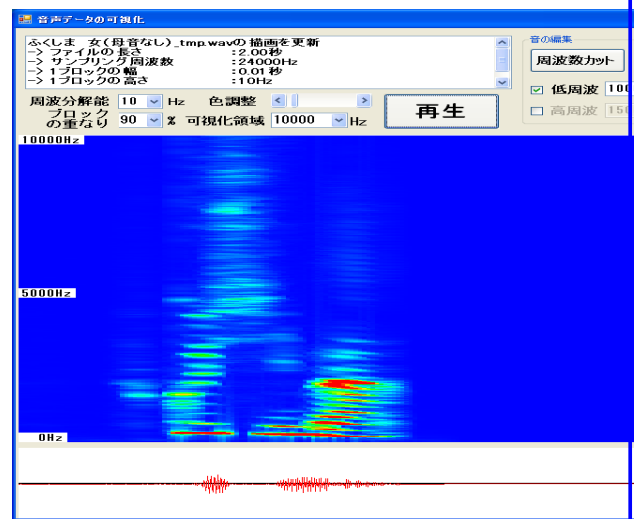 音声データの可視化
ふくしま 女(母音なし)_tmp.wavの描画を更新
-> ファイルの長さ :2.00秒
-> サンプリング周波数 :24000Hz
-> 1ブロックの幅 :0.01秒
-> 1ブロックの高さ :10Hz
周波分解能 10 Hz 色調整
ブロックの重なり 90 % 可視化領域 10000 Hz
再生
音の編集
周波数カット
低周波 100
高周波 150
10000Hz
5000Hz
0Hz